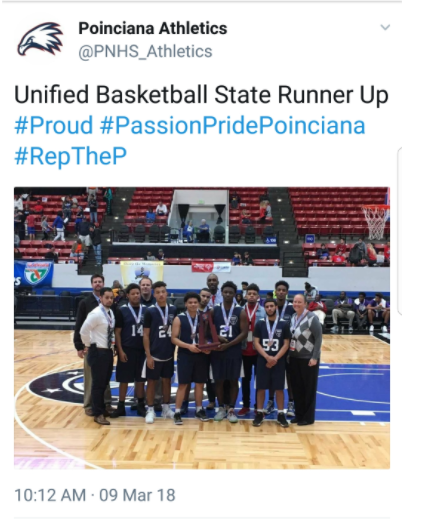 Poinciana Athletics
@PNHS_Athletics
Unified Basketball State Runner Up
#Proud #PassionPridePoinciana
#RepTheP
14
2
21
53
10:12 AM · 09 Mar 18